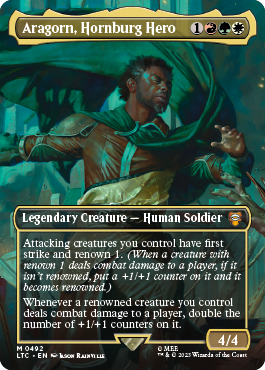 Aragorn, Hornburg Hero 1
Legendary Creature — Human Soldier
Attacking creatures you control have first
strike and renown 1. (When a creature with
renown 1 deals combat damage to a player, if it
isn't renowned, put a +1/+1 counter on it and it
becomes renowned.)
Whenever a renowned creature you control
deals combat damage to a player, double the
number of +1/+1 counters on it.
4/4
M 0492
LTC • EN Jason Rainville
© MEE
™ & © 2023 Wizards of the Coast